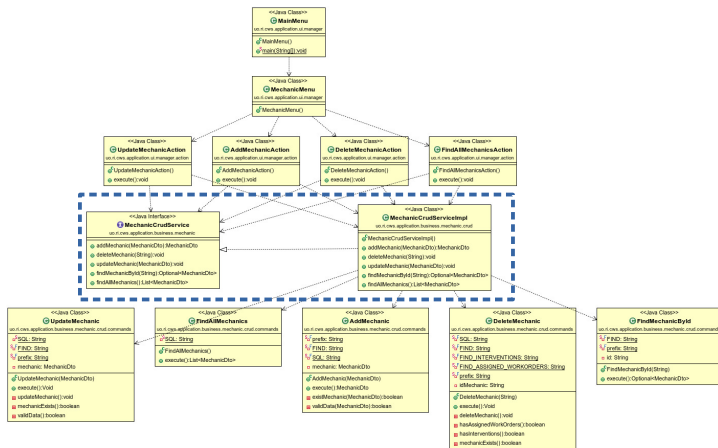 <<Java Class>>
MainMenu
uo.ri.cws.application.ui.manager
MainMenu()
main(String[]):void
<<Java Class>>
MechanicMenu
uo.ri.cws.application.ui.manager
MechanicMenu()
<<Java Class>>
UpdateMechanicAction
uo.ri.cws.application.ui.manager.action
UpdateMechanicAction()
execute():void
<<Java Class>>
AddMechanicAction
uo.ri.cws.application.ui.manager.action
AddMechanicAction()
execute():void
<<Java Class>>
DeleteMechanicAction
uo.ri.cws.application.ui.manager.action
DeleteMechanicAction()
execute():void
<<Java Class>>
FindAllMechanicsAction
uo.ri.cws.application.ui.manager.action
FindAllMechanicsAction()
execute():void
<<Java Interface>>
MechanicCrudService
uo.ri.cws.application.business.mechanic
addMechanic(MechanicDto):MechanicDto
deleteMechanic(String):void
updateMechanic(MechanicDto):void
findMechanicById(String):Optional<MechanicDto>
findAllMechanics():List<MechanicDto>
<<Java Class>>
MechanicCrudServiceImpl
uo.ri.cws.application.business.mechanic.crud
MechanicCrudServiceImpl()
addMechanic(MechanicDto):MechanicDto
deleteMechanic(String):void
updateMechanic(MechanicDto):void
findMechanicById(String):Optional<MechanicDto>
findAllMechanics():List<MechanicDto>
<<Java Class>>
UpdateMechanic
uo.ri.cws.application.business.mechanic.crud.commands
SQL: String
FIND: String
prefix: String
mechanic: MechanicDto
UpdateMechanic(MechanicDto)
execute():Void
updateMechanic():void
mechanicExists():boolean
validData():boolean
<<Java Class>>
FindAllMechanics
uo.ri.cws.application.business.mechanic.crud.commands
SQL: String
FindAllMechanics()
execute():List<MechanicDto>
<<Java Class>>
AddMechanic
uo.ri.cws.application.business.mechanic.crud.commands
prefix: String
FIND: String
SQL: String
mechanic: MechanicDto
AddMechanic(MechanicDto)
execute():MechanicDto
existMechanic(MechanicDto):boolean
validData(MechanicDto):boolean
<<Java Class>>
DeleteMechanic
uo.ri.cws.application.business.mechanic.crud.commands
SQL: String
FIND: String
FIND_INTERVENTIONS: String
FIND_ASSIGNED_WORKORDERS: String
prefix: String
idMechanic: String
DeleteMechanic(String)
execute():Void
deleteMechanic():void
hasAssignedWorkOrders():boolean
hasInterventions():boolean
mechanicExists():boolean
<<Java Class>>
FindMechanicById
uo.ri.cws.application.business.mechanic.crud.commands
FIND: String
prefix: String
id: String
FindMechanicById(String)
execute():Optional<MechanicDto>